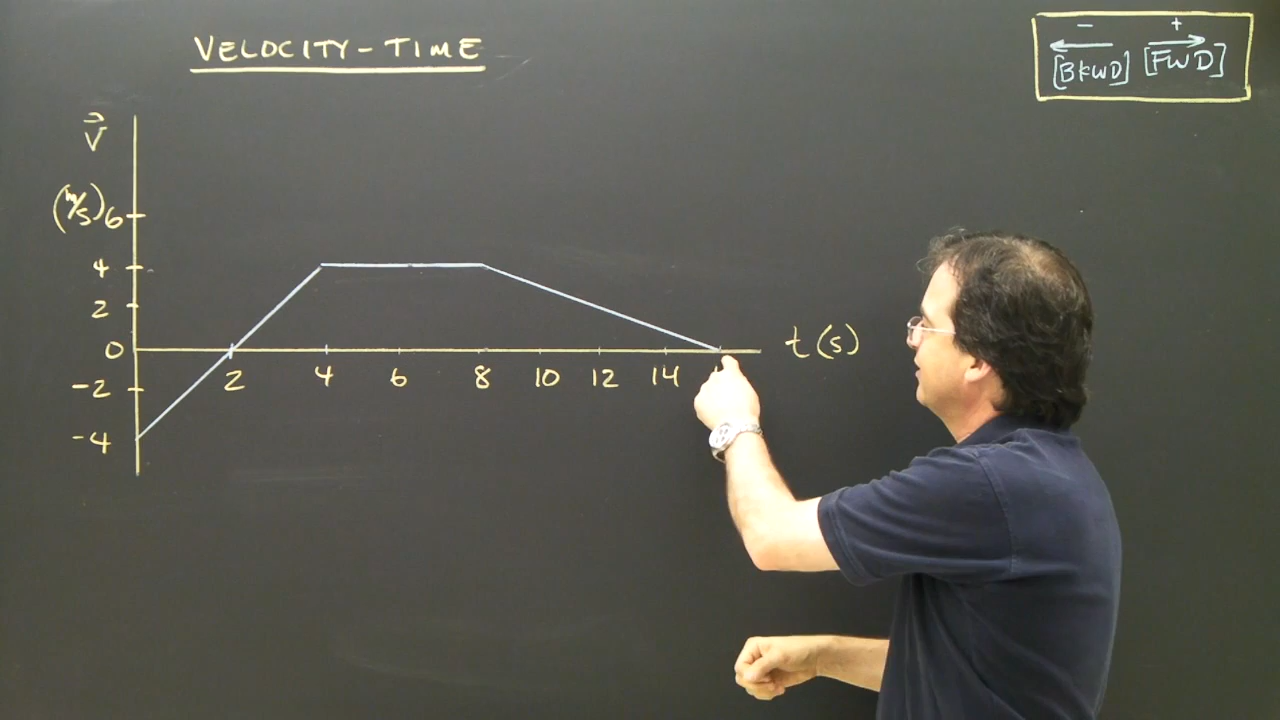 VELOCITY-TIME
- +
[BKWD] [FWD]
V
(m/s) 6
4
2
0
-2
-4
2 4 6 8 10 12 14
t (s)